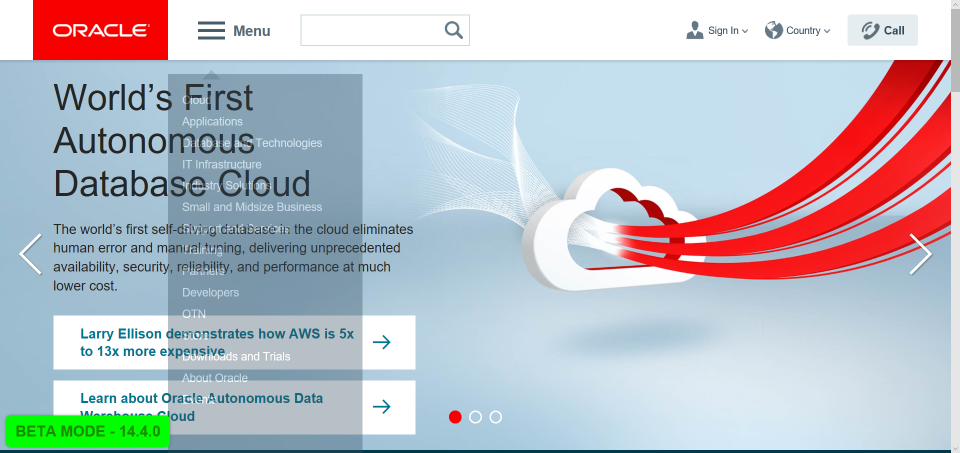 ORACLE
Menu
Sign In
Country
Call
World's First
Autonomous
Database Cloud
The world's first self-driving database in the cloud eliminates
human error and manual tuning, delivering unprecedented
availability, security, reliability, and performance at much
lower cost.
Larry Ellison demonstrates how AWS is 5x
to 13x more expensive
Learn about Oracle Autonomous Data
Warehouse Cloud
Cloud
Applications
Database and Technologies
IT Infrastructure
Industry Solutions
Small and Midsize Business
Support and Services
Training
Partners
Developers
OTN
Downloads and Trials
About Oracle
BETA MODE - 14.4.0